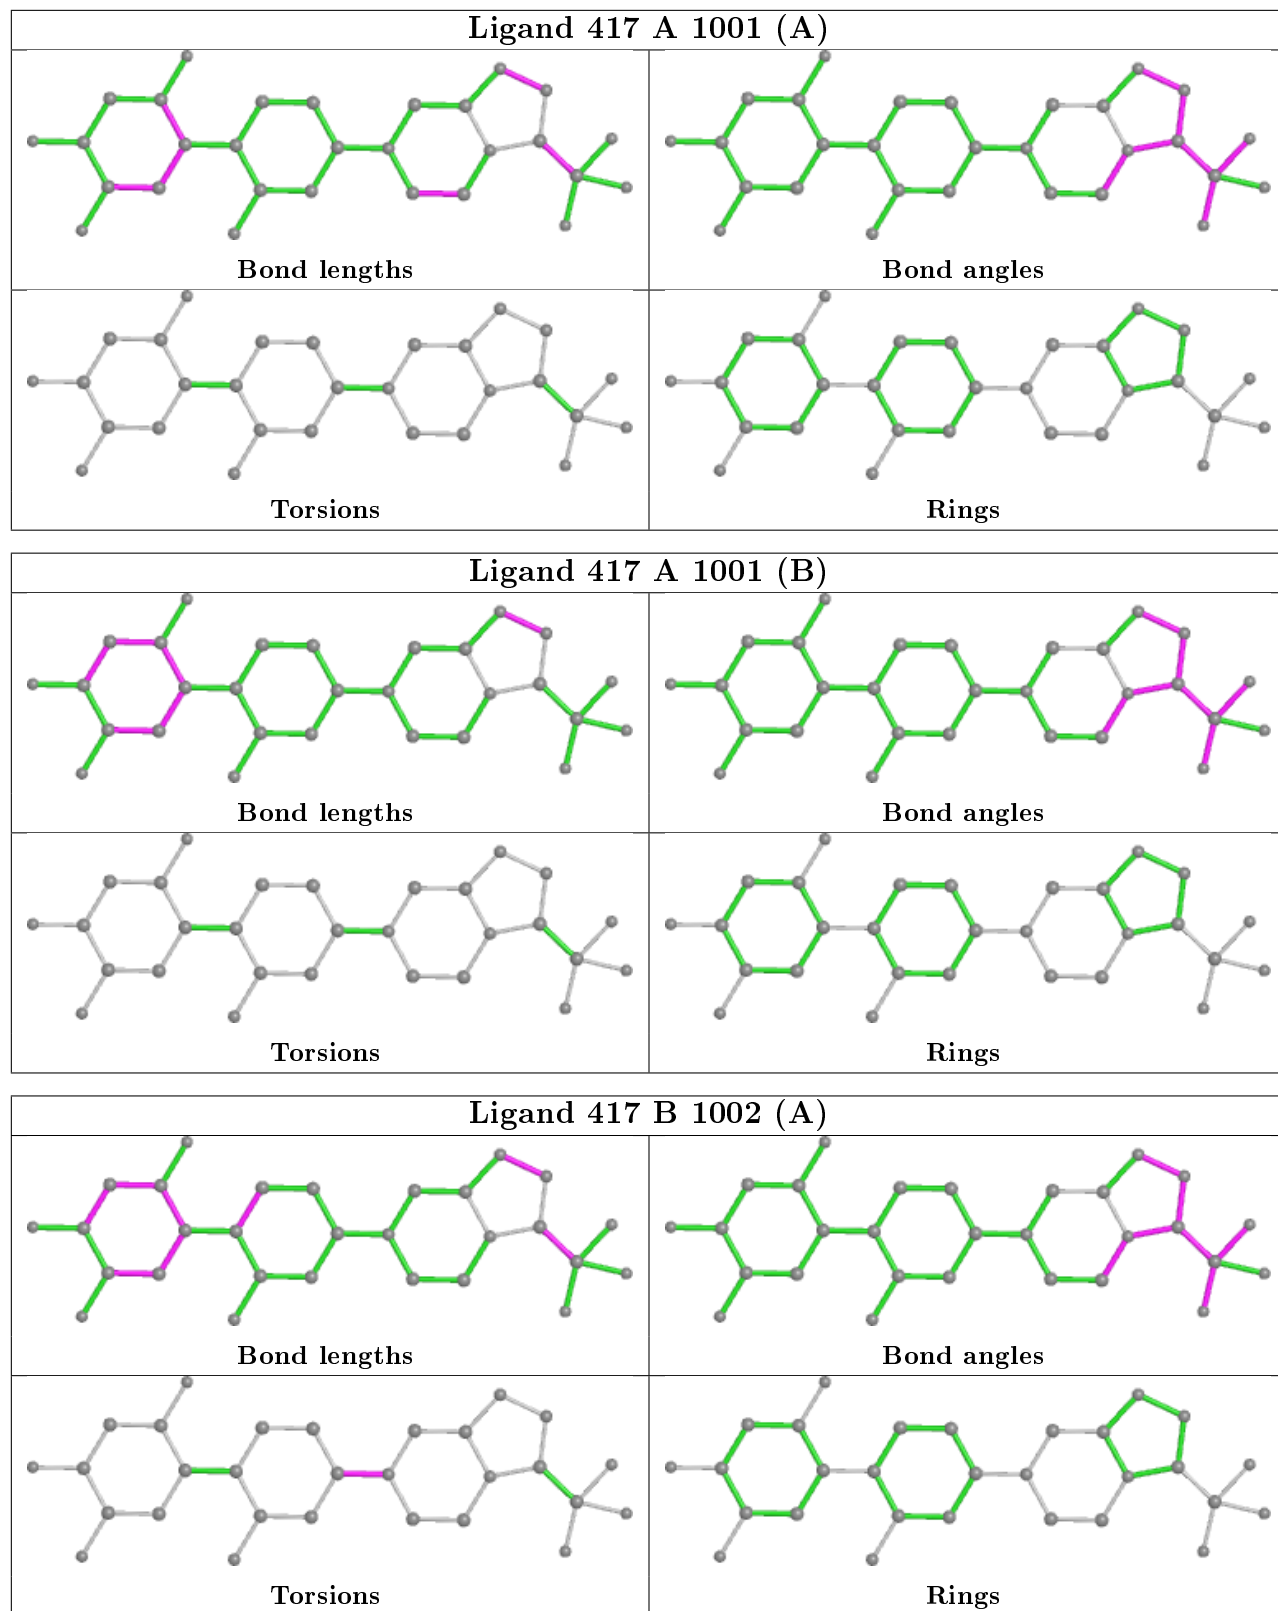 Ligand 417 A 1001 (A)
Bond lengths
Bond angles
Torsions
Rings
Ligand 417 A 1001 (B)
Bond lengths
Bond angles
Torsions
Rings
Ligand 417 B 1002 (A)
Bond lengths
Bond angles
Torsions
Rings